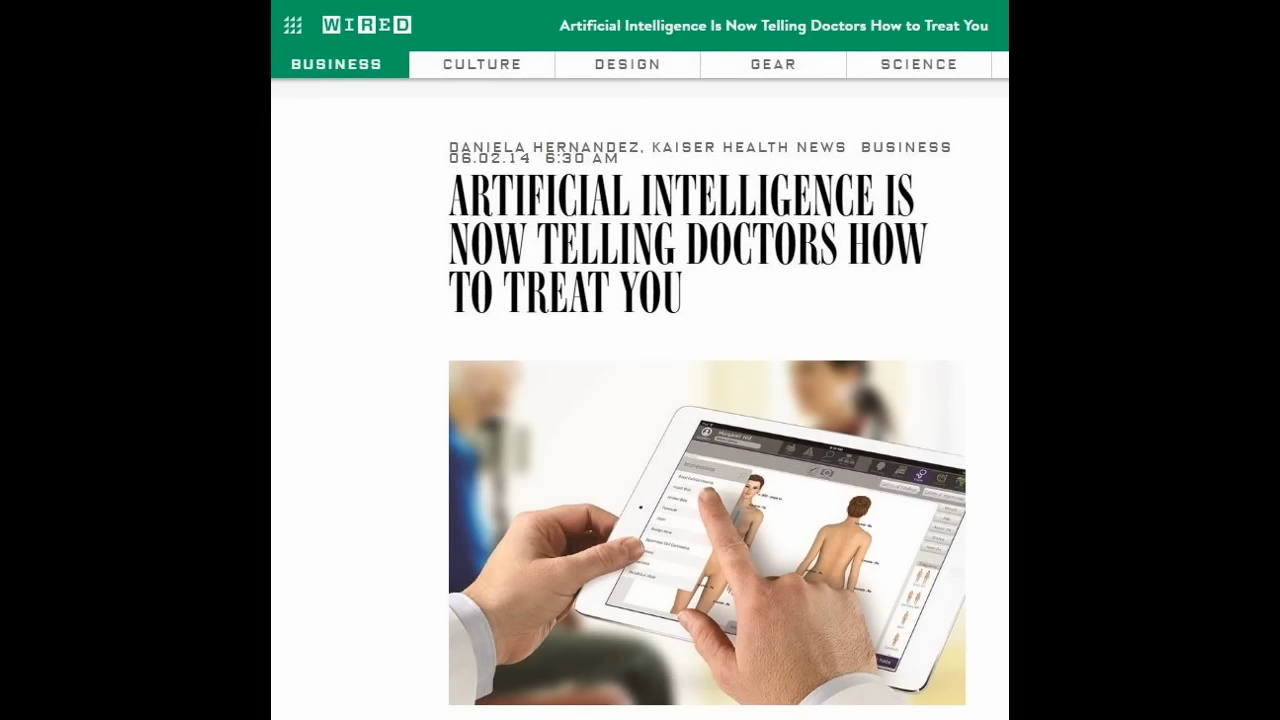 WIRED
Artificial Intelligence Is Now Telling Doctors How to Treat You
BUSINESS
CULTURE
DESIGN
GEAR
SCIENCE
DANIELA HERNANDEZ, KAISER HEALTH NEWS BUSINESS
06.02.14 6:30 AM
ARTIFICIAL INTELLIGENCE IS
NOW TELLING DOCTORS HOW
TO TREAT YOU